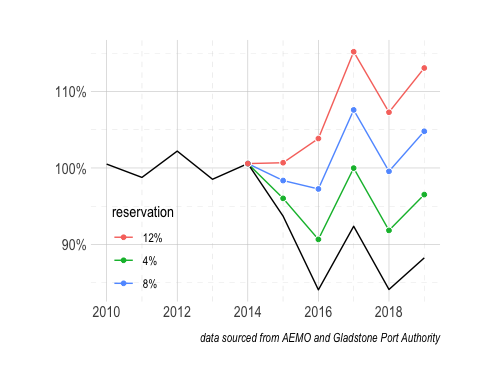 110%
100%
90%
reservation
12%
4%
8%
2010 2012 2014 2016 2018
data sourced from AEMO and Gladstone Port Authority